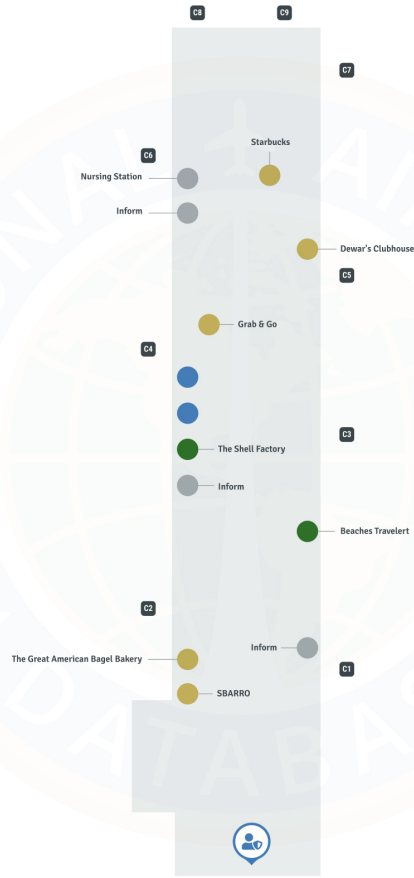 C8
C9
C7
Starbucks
C6
Nursing Station
Inform
Dewar's Clubhouse
C5
Grab & Go
C4
C3
The Shell Factory
Inform
Beaches Travelert
C2
Inform
The Great American Bagel Bakery
C1
SBARRO